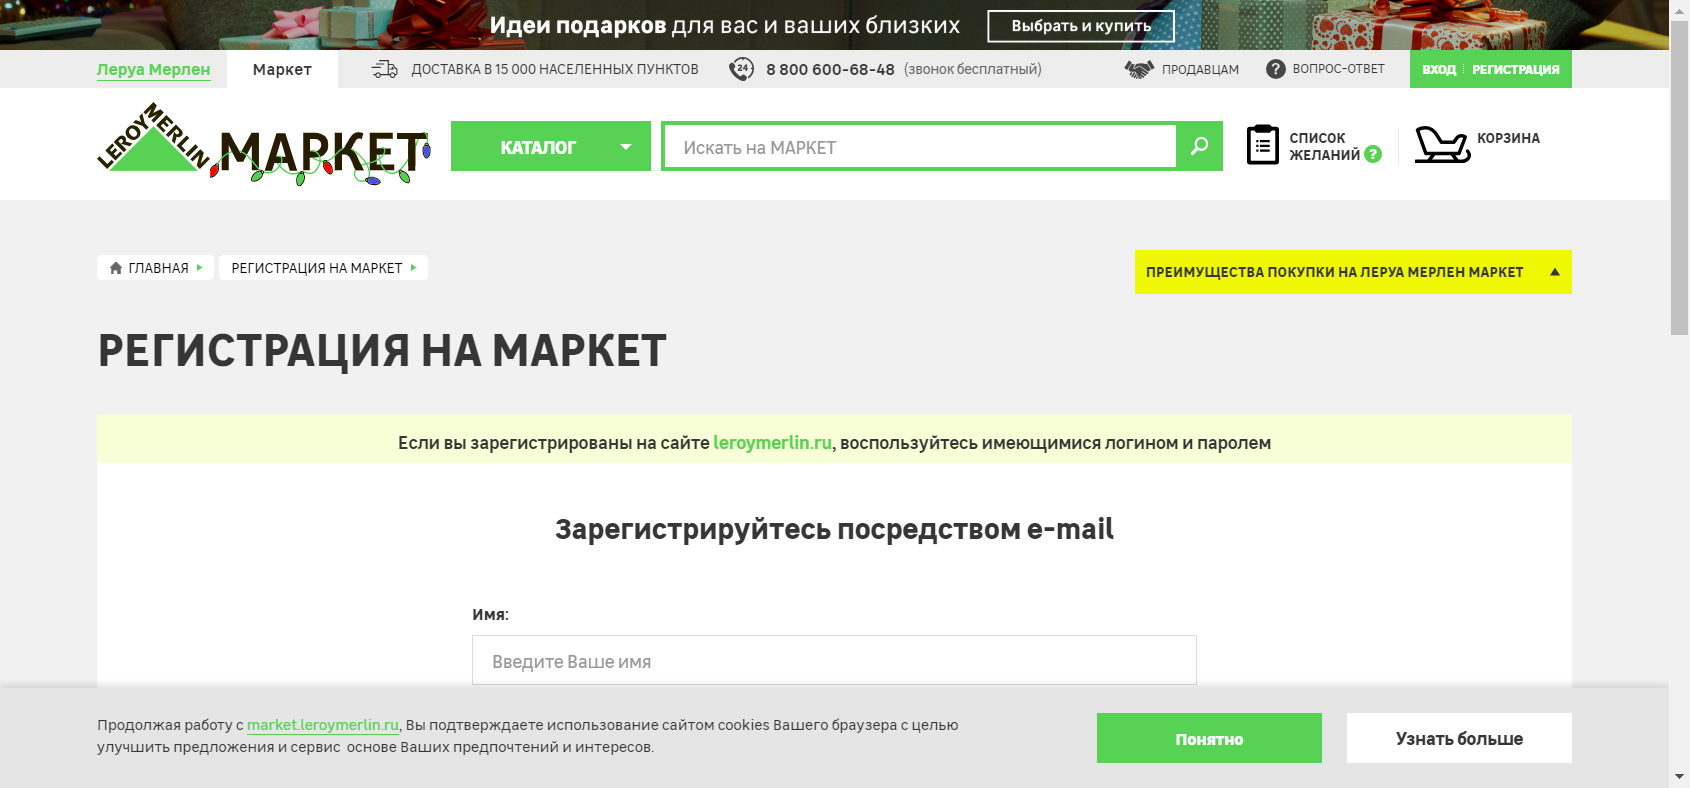 Идеи подарков для вас и ваших близких
Выбрать и купить
Леруа Мерлен
Маркет
ДОСТАВКА В 15 000 НАСЕЛЕННЫХ ПУНКТОВ
24
8 800 600-68-48 (звонок бесплатный)
ПРОДАВЦАМ
? ВОПРОС-ОТВЕТ
ВХОД
РЕГИСТРАЦИЯ
LEROY MERLIN
МАРКЕТ
КАТАЛОГ
Искать на МАРКЕТ
СПИСОК
ЖЕЛАНИЙ ?
КОРЗИНА
ГЛАВНАЯ
РЕГИСТРАЦИЯ НА МАРКЕТ
ПРЕИМУЩЕСТВА ПОКУПКИ НА ЛЕРУА МЕРЛЕН МАРКЕТ
РЕГИСТРАЦИЯ НА МАРКЕТ
Если вы зарегистрированы на сайте leroymerlin.ru, воспользуйтесь имеющимися логином и паролем
Зарегистрируйтесь посредством e-mail
Имя:
Введите Ваше имя
Продолжая работу с market.leroymerlin.ru, Вы подтверждаете использование сайтом cookies Вашего браузера с целью
улучшить предложения и сервис основе Ваших предпочтений и интересов.
Понятно
Узнать больше